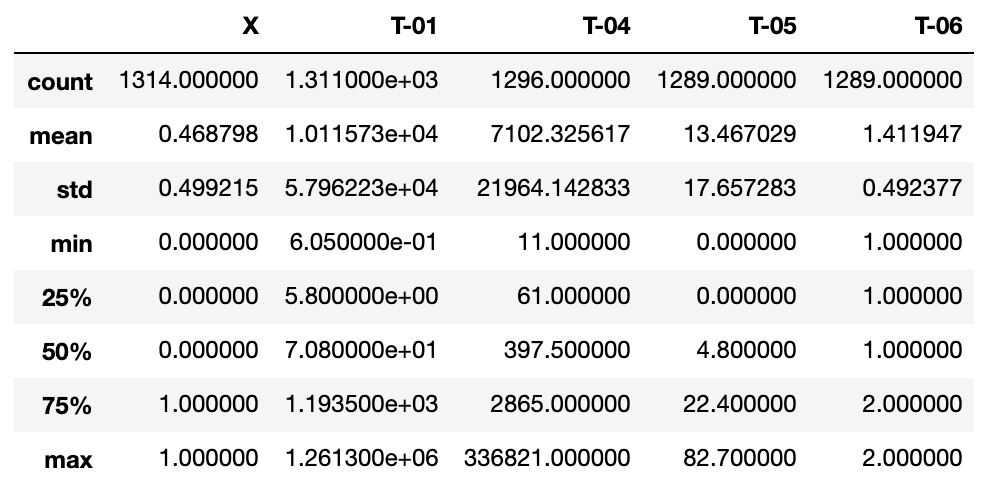 X T-01 T-04 T-05 T-06
count 1314.000000 1.311000e+03 1296.000000 1289.000000 1289.000000
mean 0.468798 1.011573e+04 7102.325617 13.467029 1.411947
std 0.499215 5.796223e+04 21964.142833 17.657283 0.492377
min 0.000000 6.050000e-01 11.000000 0.000000 1.000000
25% 0.000000 5.800000e+00 61.000000 0.000000 1.000000
50% 0.000000 7.080000e+01 397.500000 4.800000 1.000000
75% 1.000000 1.193500e+03 2865.000000 22.400000 2.000000
max 1.000000 1.261300e+06 336821.000000 82.700000 2.000000